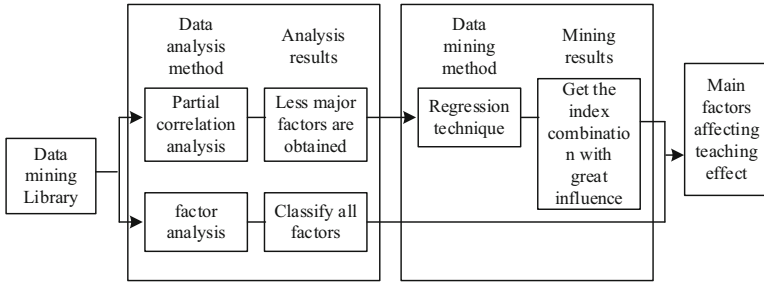 Data
analysis
method
Analysis
results
Data
mining
method
Mining
results
Data
mining
Library
Partial
correlation
analysis
Less major
factors are
obtained
Regression
technique
Get the
index
combinatio
n with
great
influence
Main
factors
affecting
teaching
effect
factor
analysis
Classify all
factors